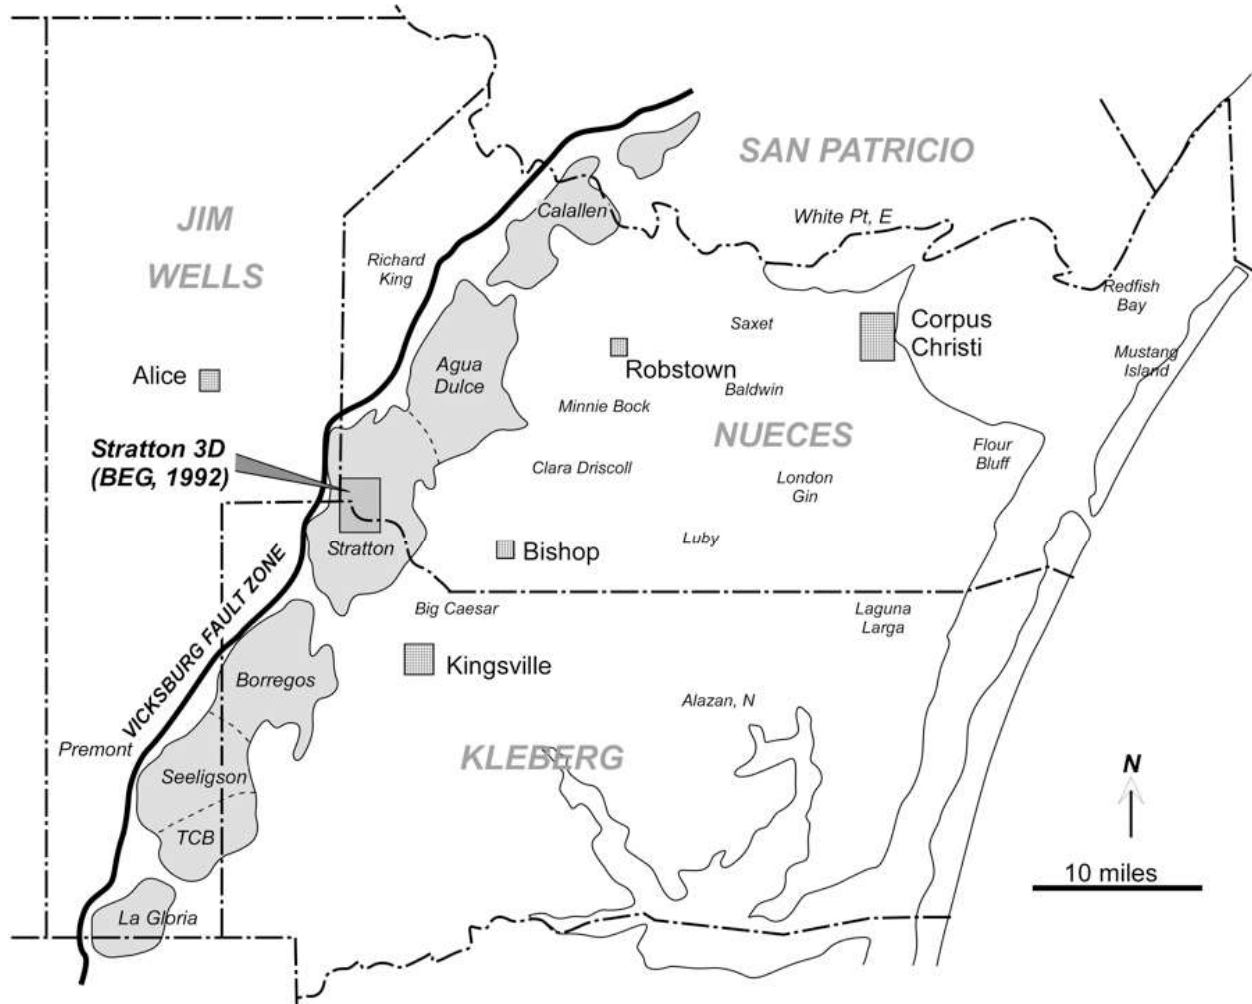 SAN PATRICIO
JIM
WELLS
Calallen
White Pt, E
Richard
King
Redfish
Bay
Saxet
Corpus
Christi
Mustang
Island
Agua
Dulce
Robstown
Alice
Baldwin
Minnie Bock
NUECES
Stratton 3D
(BEG, 1992)
Flour
Bluff
Clara Driscoll
London
Gin
Stratton
Bishop
Luby
VICKSBURG FAULT ZONE
Big Caesar
Laguna
Larga
Kingsville
Borregos
Alazan, N
Premont
KLEBERG
Seeligson
N
TCB
10 miles
La Gloria